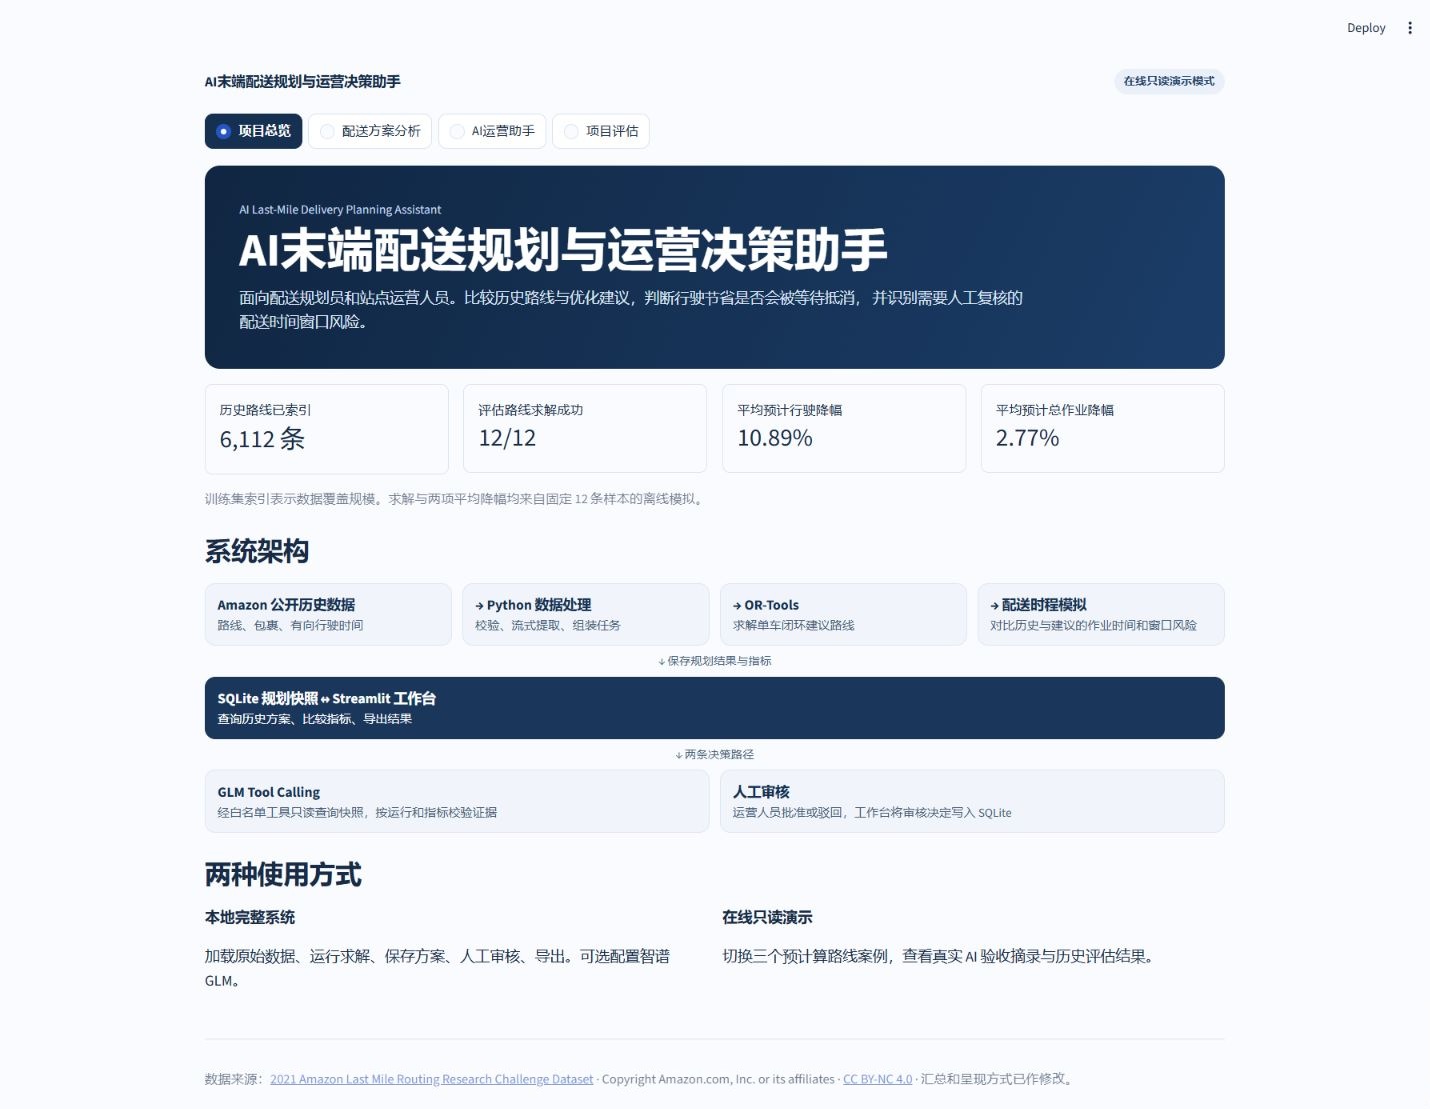 Deploy
AI末端配送规划与运营决策助手
在线只读演示模式
项目总览
配送方案分析
AI运营助手
项目评估
AI Last-Mile Delivery Planning Assistant
AI末端配送规划与运营决策助手
面向配送规划员和站点运营人员。比较历史路线与优化建议，判断行驶节省是否会被等待抵消， 并识别需要人工复核的
配送时间窗口风险。
历史路线已索引
6,112 条
评估路线求解成功
12/12
平均预计行驶降幅
10.89%
平均预计总作业降幅
2.77%
训练集索引表示数据覆盖规模。求解与两项平均降幅均来自固定 12 条样本的离线模拟。
系统架构
Amazon 公开历史数据
路线、包裹、有向行驶时间
→ Python 数据处理
校验、流式提取、组装任务
→ OR-Tools
求解单车闭环建议路线
→ 配送时程模拟
对比历史与建议的作业时间和窗口风险
↓ 保存规划结果与指标
SQLite 规划快照 ↔ Streamlit 工作台
查询历史方案、比较指标、导出结果
↓ 两条决策路径
GLM Tool Calling
经白名单工具只读查询快照，按运行和指标校验证据
人工审核
运营人员批准或驳回，工作台将审核决定写入 SQLite
两种使用方式
本地完整系统
加载原始数据、运行求解、保存方案、人工审核、导出。可选配置智谱
GLM。
在线只读演示
切换三个预计算路线案例，查看真实 AI 验收摘录与历史评估结果。
数据来源：2021 Amazon Last Mile Routing Research Challenge Dataset · Copyright Amazon.com, Inc. or its affiliates · CC BY-NC 4.0 · 汇总和呈现方式已作修改。